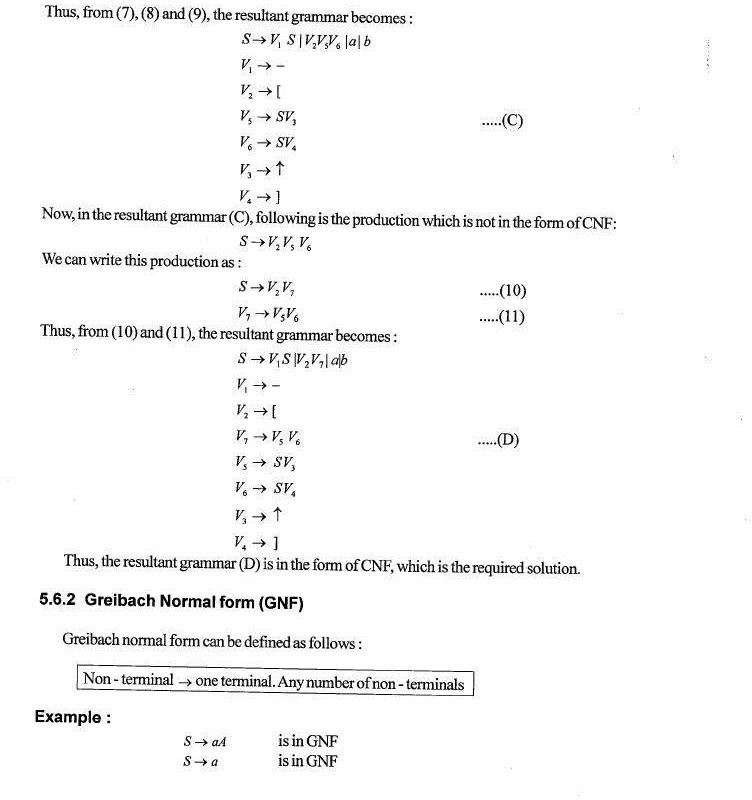 Thus, from (7), (8) and (9), the resultant grammar becomes :
S → V₁ S | V₂V₅V₆ |a| b
V₁ → −
V₂ → [
V₅ → SV₃ .....(C)
V₆ → SV₄
V₃ → ↑
V₄ → ]
Now, in the resultant grammar (C), following is the production which is not in the form of CNF:
S → V₂ V₅ V₆
We can write this production as :
S → V₂ V₇ .....(10)
V₇ → V₅V₆ .....(11)
Thus, from (10) and (11), the resultant grammar becomes :
S → V₁ S |V₂ V₇| a|b
V₁ → −
V₂ → [
V₇ → V₅ V₆ .....(D)
V₅ → SV₃
V₆ → SV₄
V₃ → ↑
V₄ → ]
Thus, the resultant grammar (D) is in the form of CNF, which is the required solution.
5.6.2 Greibach Normal form (GNF)
Greibach normal form can be defined as follows :
Non - terminal → one terminal. Any number of non - terminals
Example :
S → aA is in GNF
S → a is in GNF